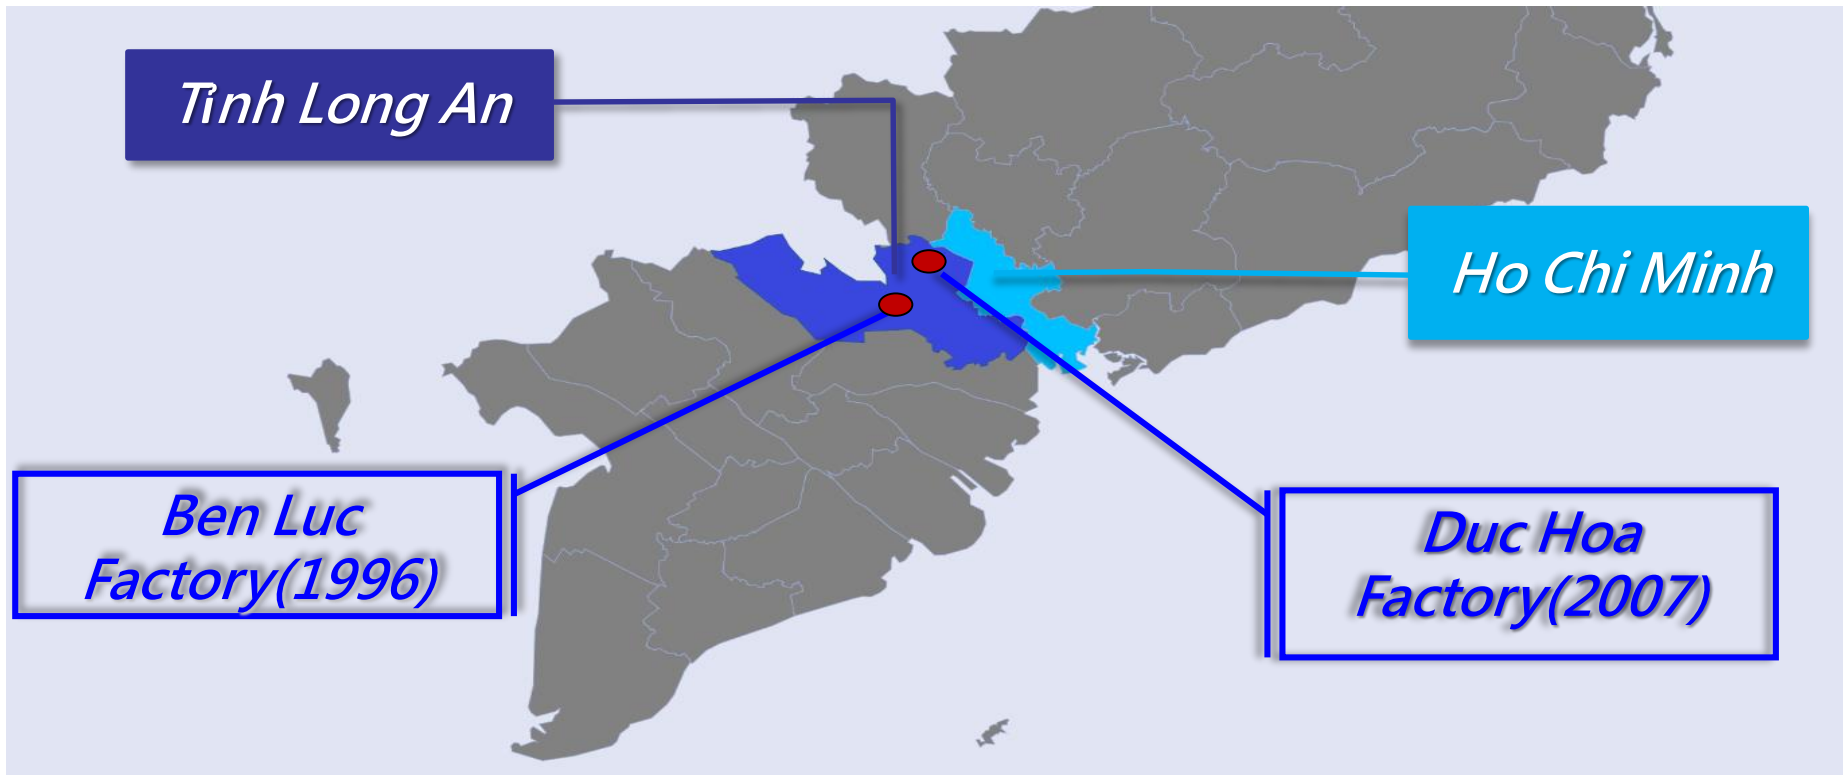 Tỉnh Long An
Ho Chi Minh
Ben Luc
Factory(1996)
Duc Hoa
Factory(2007)